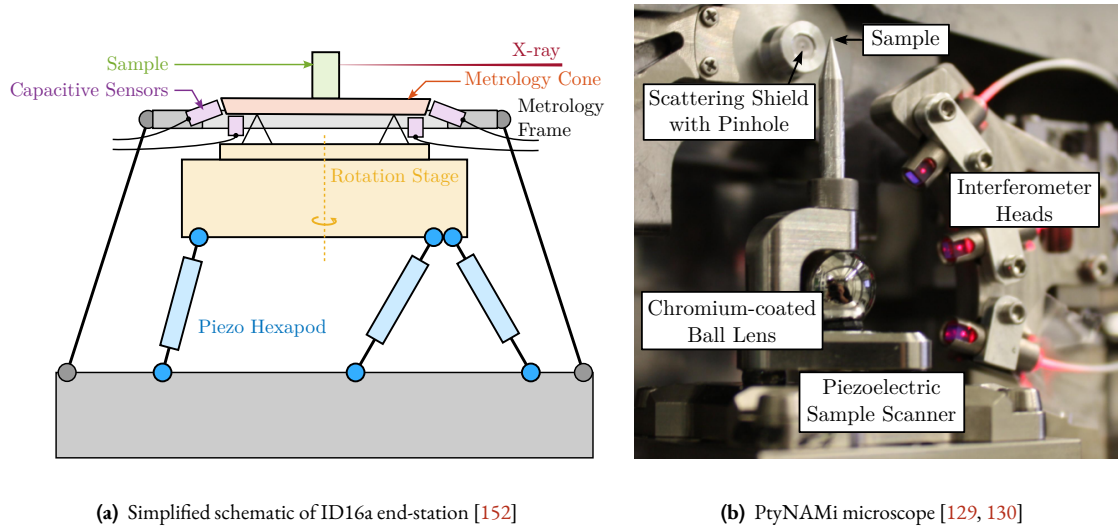 Sample
X-ray
Capacitive Sensors
Metrology Cone
Metrology
Frame
Rotation Stage
Piezo Hexapod
(a) Simplified schematic of ID16a end-station [152]
Sample
Scattering Shield
with Pinhole
Interferometer
Heads
Chromium-coated
Ball Lens
Piezoelectric
Sample Scanner
(b) PtyNAMi microscope [129, 130]